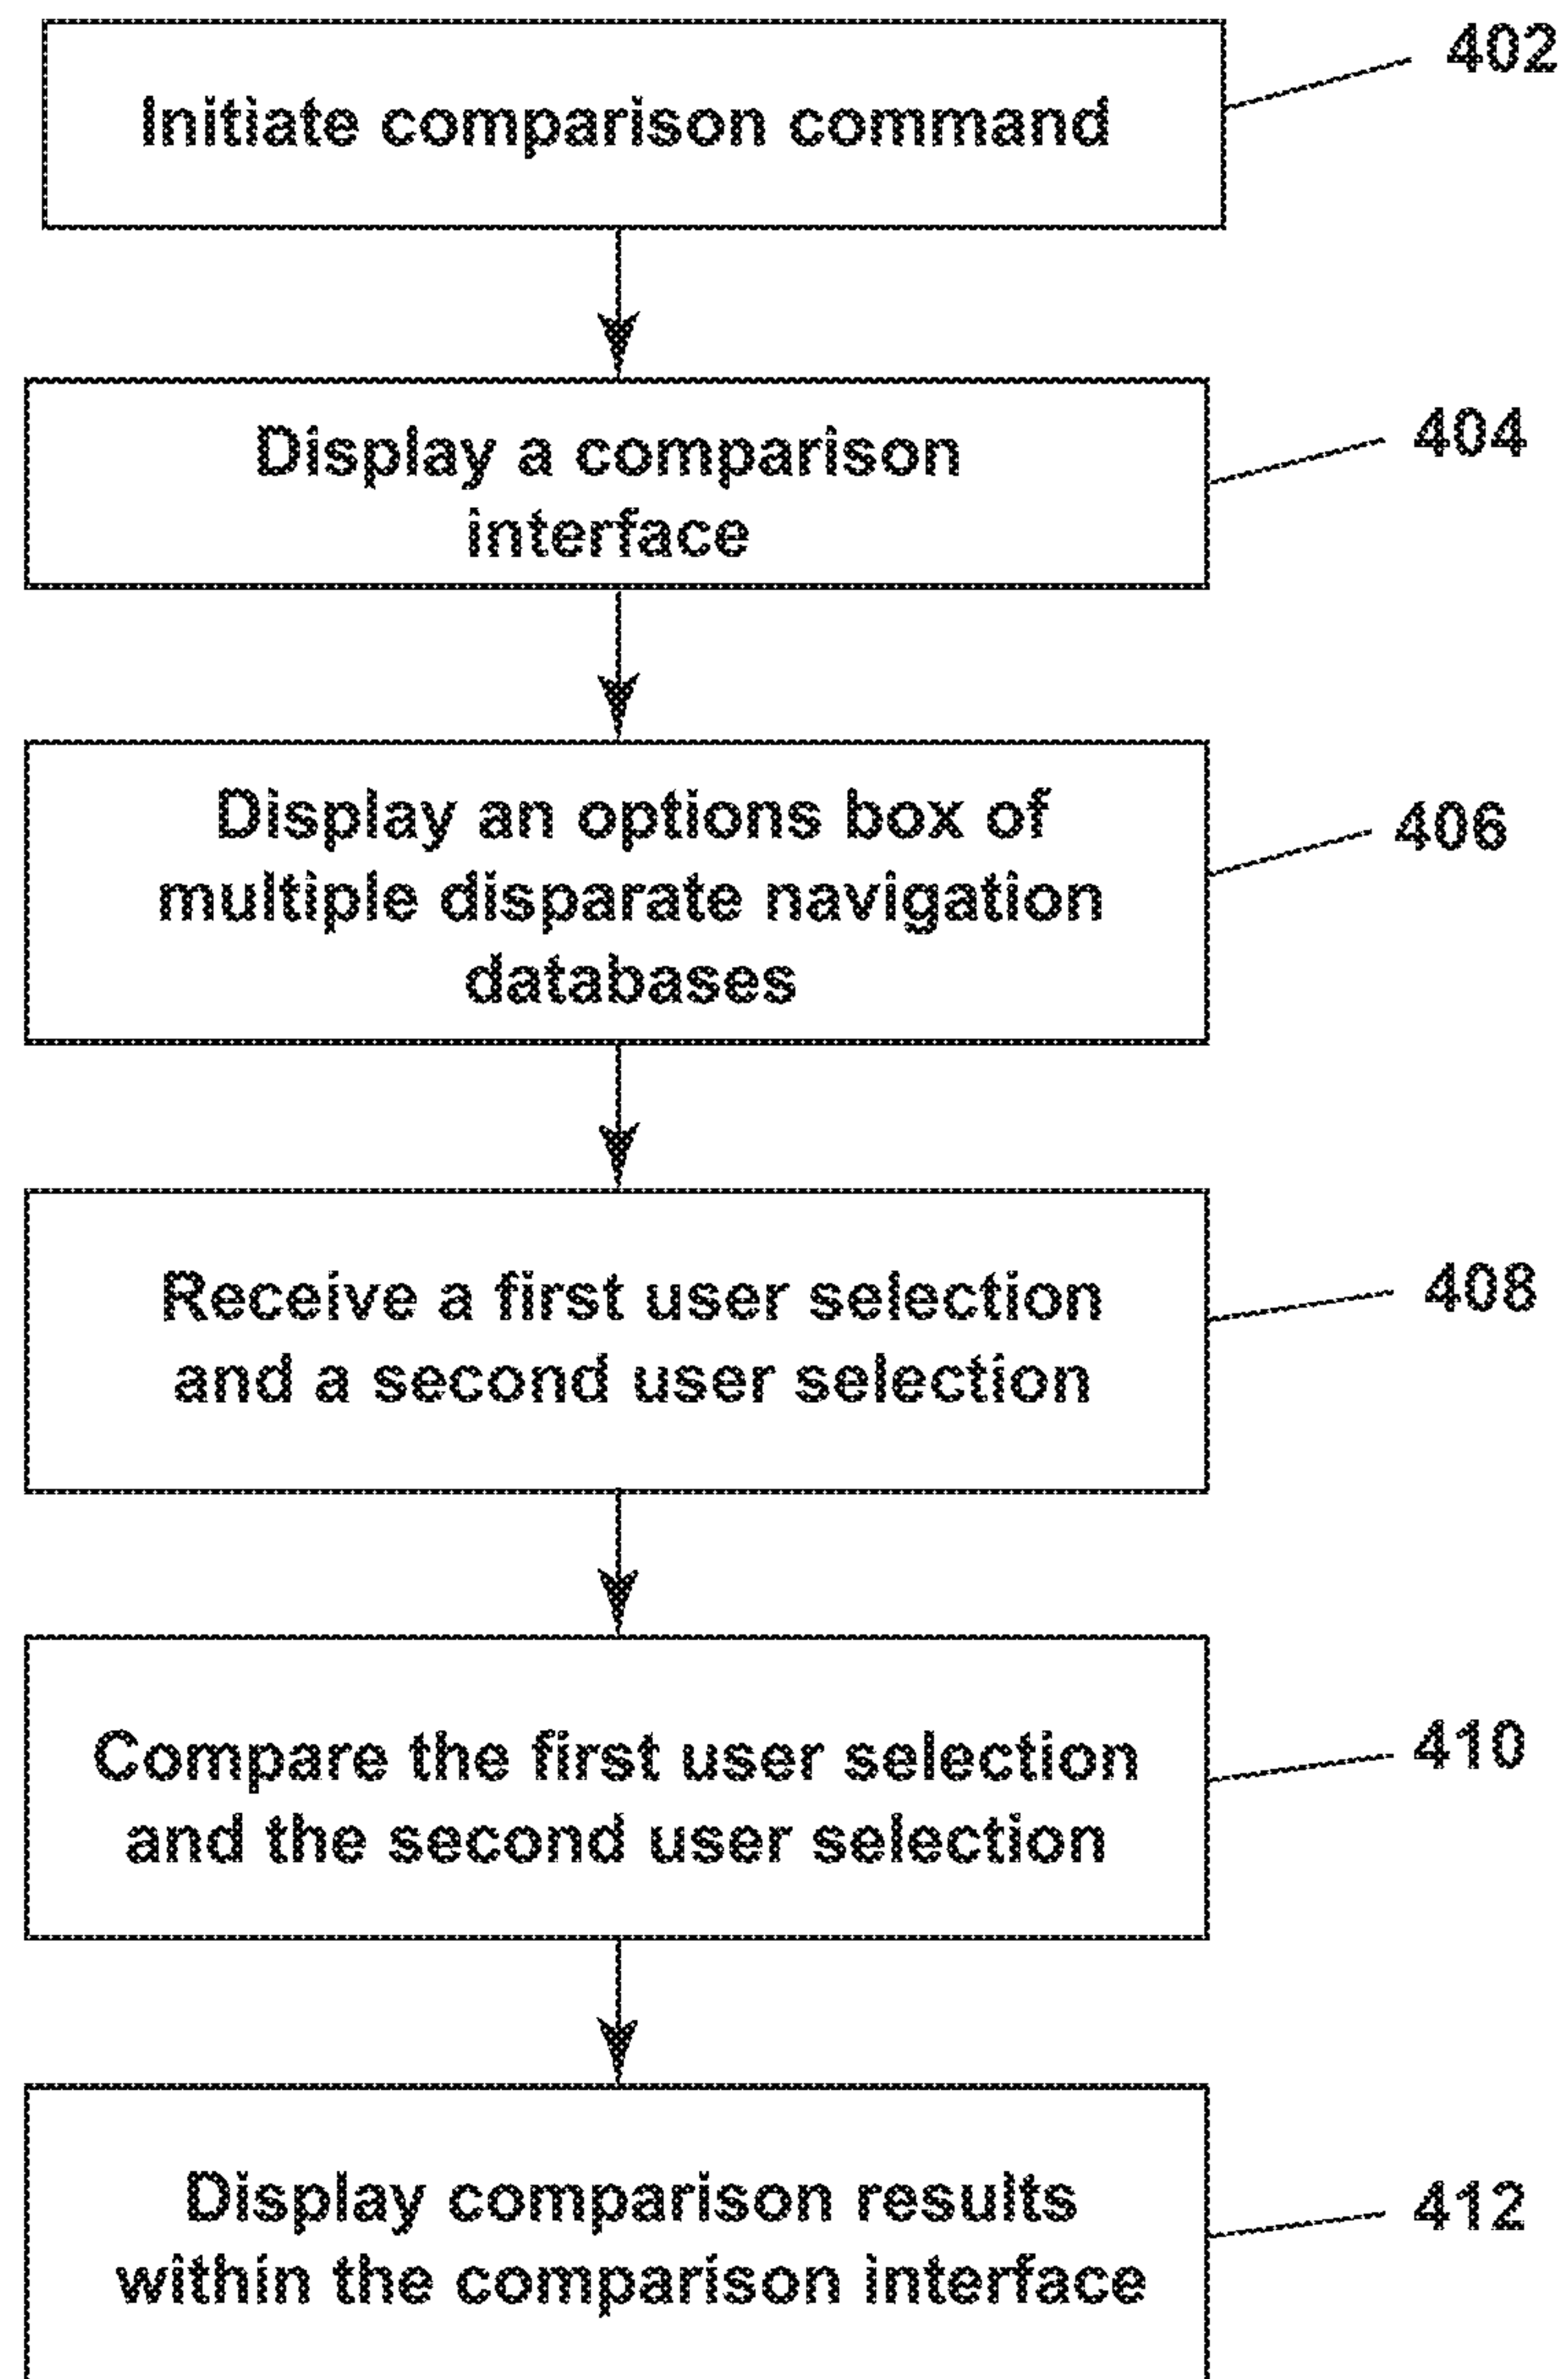 402
Initiate comparison command
404
Display a comparison
interface
406
Display an options box of
multiple disparate navigation
databases
408
Receive a first user selection
and a second user selection
410
Compare the first user selection
and the second user selection
412
Display comparison results
within the comparison interface